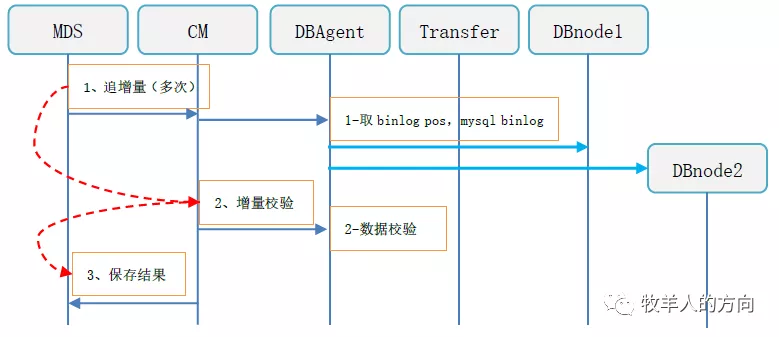 MDS
CM
DBAgent
Transfer
DBnode1
1、追增量（多次）
1-取 binlog pos，mysql binlog
DBnode2
2、增量校验
2-数据校验
3、保存结果
牧羊人的方向